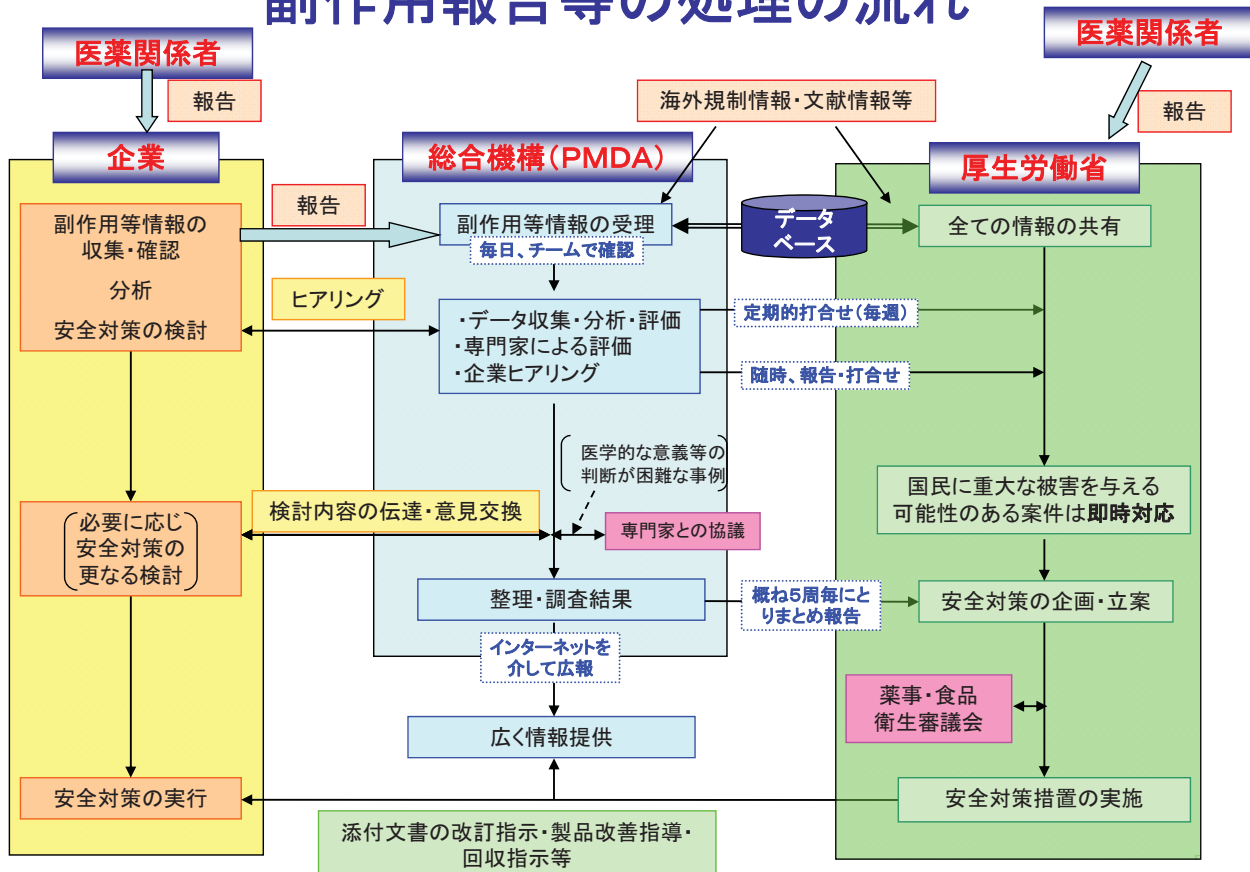 副作用報告等の処理の流れ
医薬関係者
報告
企業
副作用等情報の
収集・確認
分析
安全対策の検討
必要に応じ
安全対策の
更なる検討
安全対策の実行
報告
ヒアリング
検討内容の伝達・意見交換
海外規制情報・文献情報等
総合機構(PMDA)
副作用等情報の受理
毎日、チームで確認
・データ収集・分析・評価
・専門家による評価
・企業ヒアリング
医学的な意義等の
判断が困難な事例
専門家との協議
整理・調査結果
インターネットを
介して広報
広く情報提供
添付文書の改訂指示・製品改善指導・
回収指示等
データ
ベース
定期的打合せ(毎週)
随時、報告・打合せ
概ね5周毎にと
りまとめ報告
医薬関係者
報告
厚生労働省
全ての情報の共有
国民に重大な被害を与える
可能性のある案件は即時対応
安全対策の企画・立案
薬事・食品
衛生審議会
安全対策措置の実施